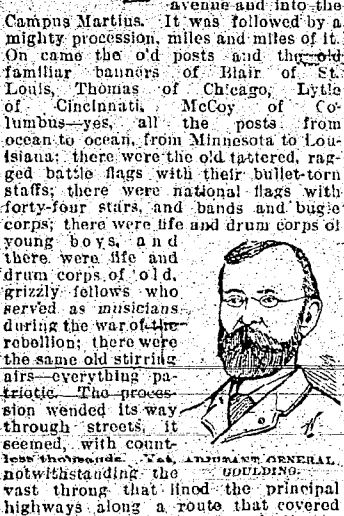 avenue and into the
Campus Martius. It was followed by a
mighty procession, miles and miles of it.
On came the old posts and the old
familiar banners of Blair of St.
Louis, Thomas of Chicago, Lytle
of Cincinnati, McCoy of Co-
lumbus—yes, all the posts from
ocean to ocean, from Minnesota to Lou-
isiana; there were the old tattered, rag-
ged battle flags with their bullet-torn
staffs; there were national flags with
forty-four stars, and bands and bugle
corps; there were fife and drum corps of
young boys, and
there were fife and
drum corps of old,
grizzly fellows who
served as musicians
during the war of the
rebellion; there were
the same old stirring
airs—everything pa-
triotic. The proces-
sion wended its way
through streets, it
seemed, with count-
less thousands. Yet,
notwithstanding the
vast throng that lined the principal
highways along a route that covered
ADJUTANT GENERAL
GOULDING.